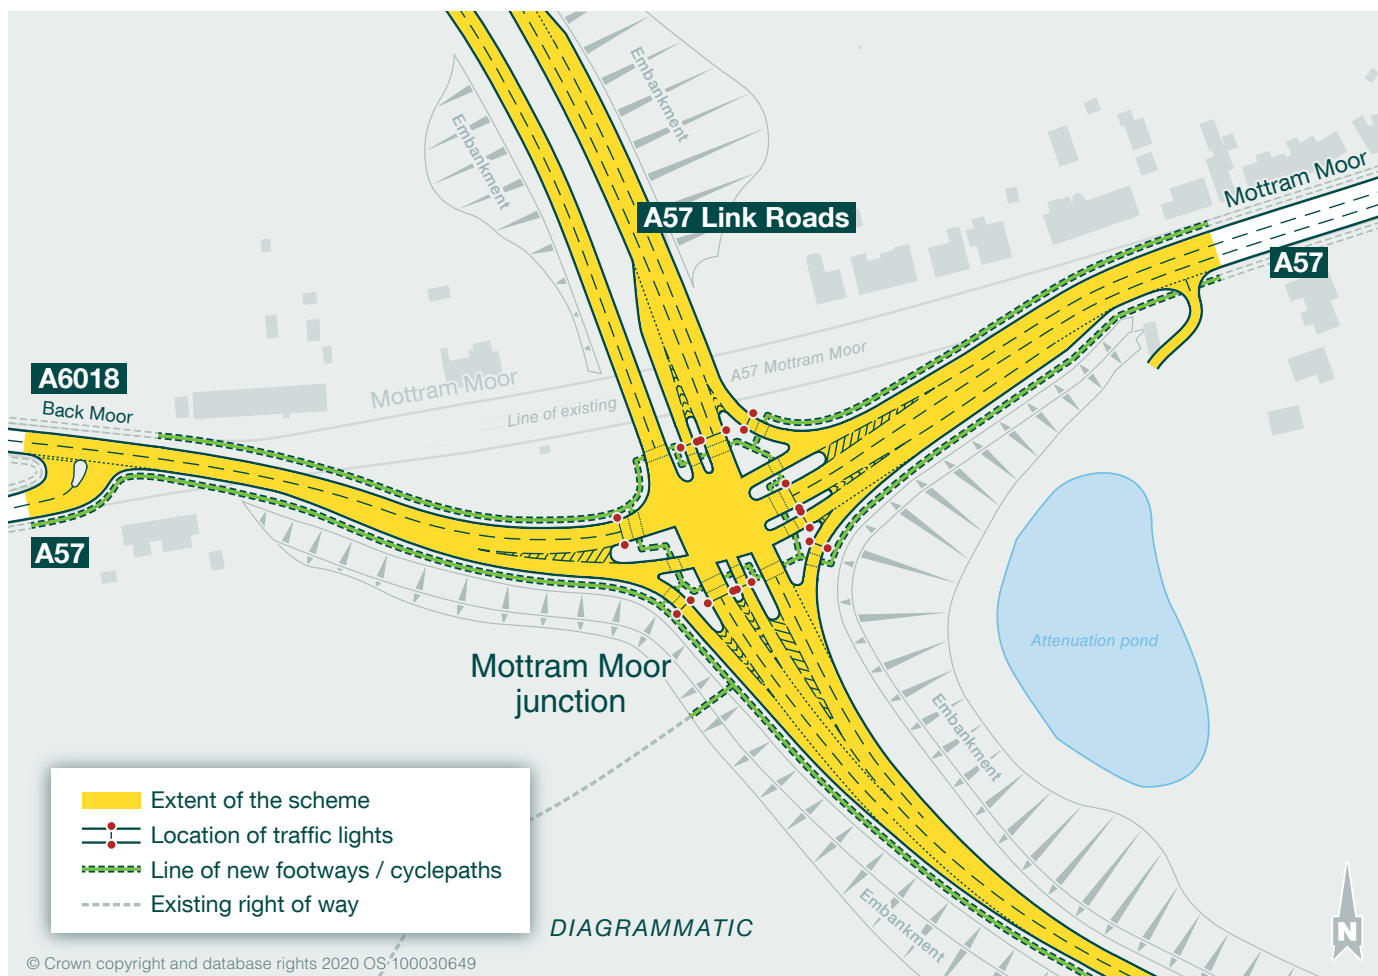 Embankment
Embankment
A57 Link Roads
Mottram Moor
A57
A57 Mottram Moor
Mottram Moor
Line of existing
A6018
Back Moor
A57
Attenuation pond
Mottram Moor
junction
Embankment
Embankment
Extent of the scheme
Location of traffic lights
Line of new footways / cyclepaths
Existing right of way
DIAGRAMMATIC
N
© Crown copyright and database rights 2020 OS 100030649